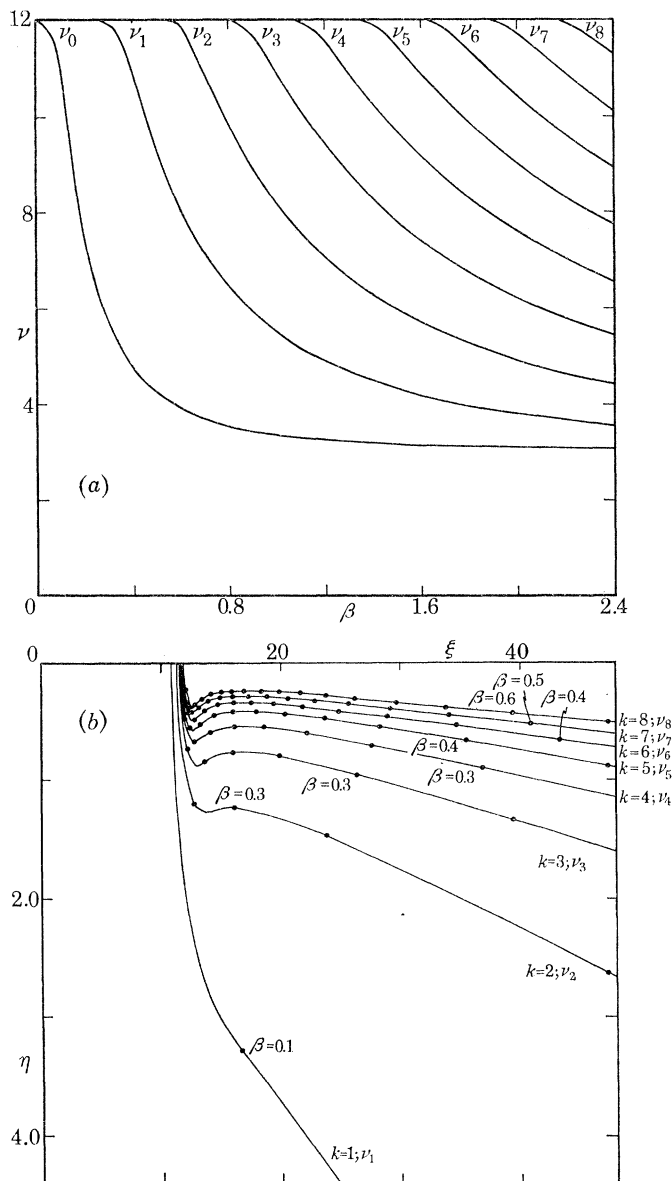 12
ν₀ ν₁ ν₂ ν₃ ν₄ ν₅ ν₆ ν₇ ν₈
8
ν
4
(a)
0 0.8 β 1.6 2.4
0 20 ξ 40
(b)
β=0.5
β=0.6 β=0.4
k=8; ν₈
k=7; ν₇
k=6; ν₆
β=0.4
k=5; ν₅
β=0.3 β=0.3 β=0.3
k=4; ν₄
k=3; ν₃
2.0
k=2; ν₂
β=0.1
η
4.0
k=1; ν₁